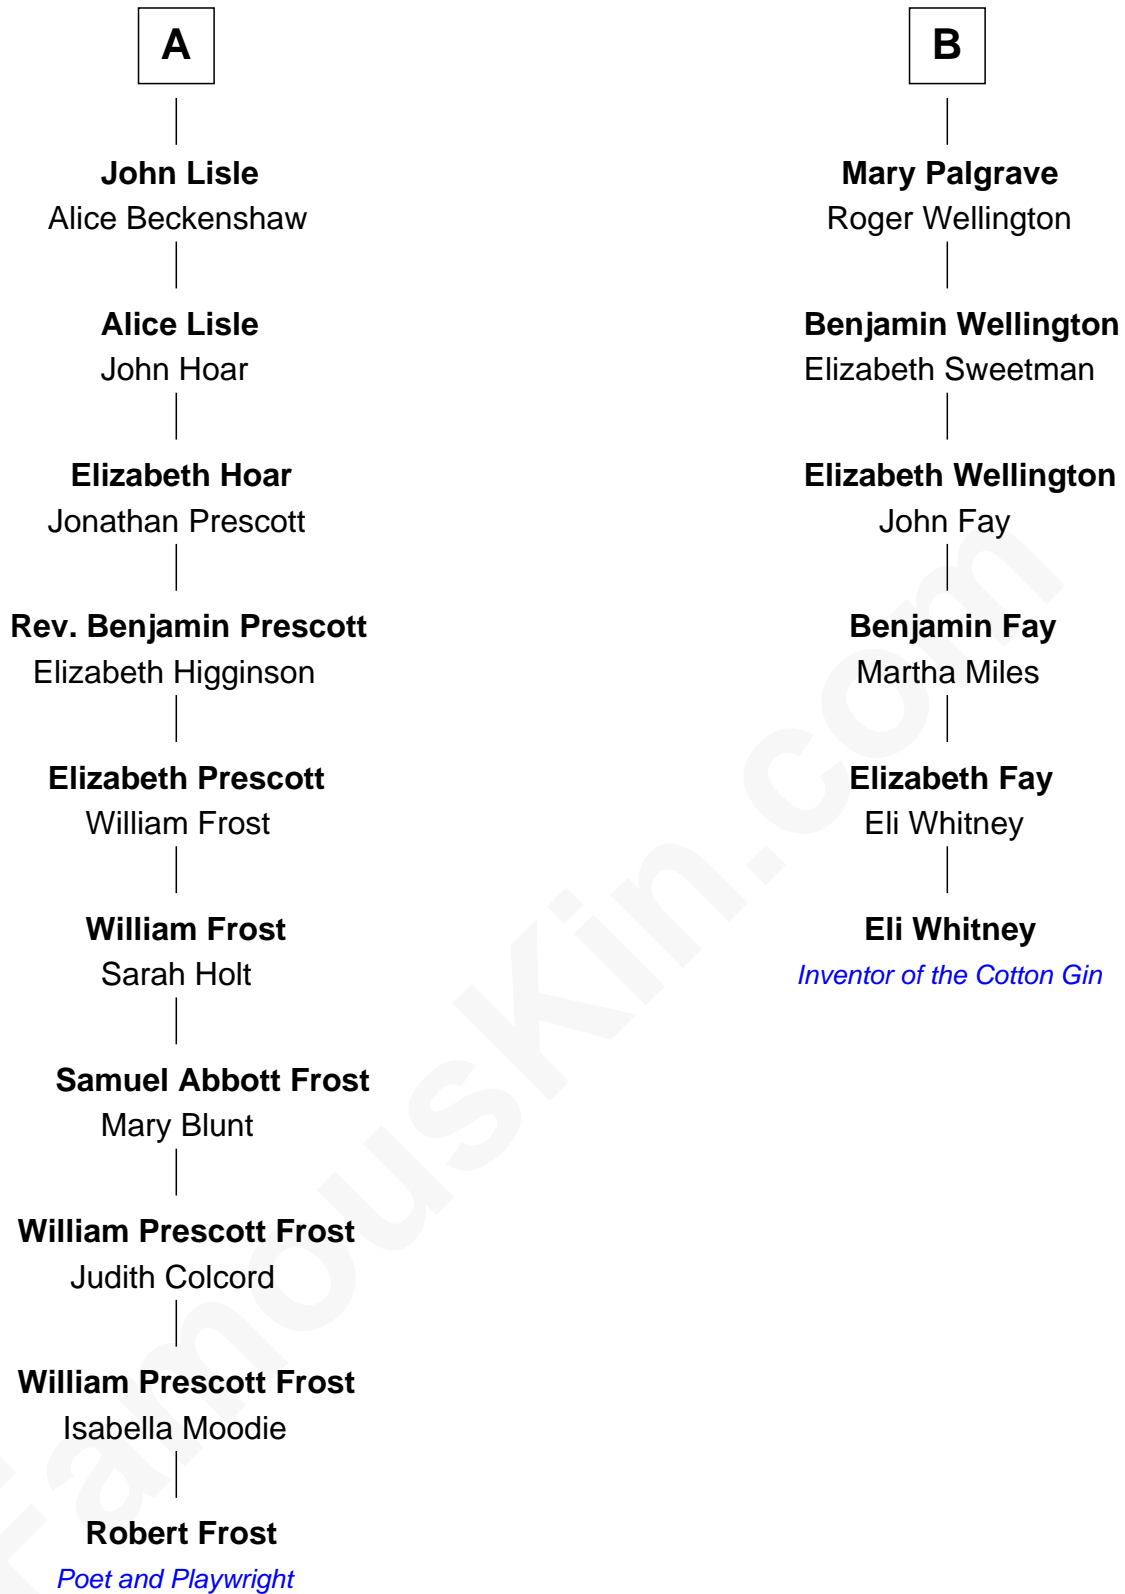 A
John Lisle
Alice Beckenshaw
Alice Lisle
John Hoar
Elizabeth Hoar
Jonathan Prescott
Rev. Benjamin Prescott
Elizabeth Higginson
Elizabeth Prescott
William Frost
William Frost
Sarah Holt
Samuel Abbott Frost
Mary Blunt
William Prescott Frost
Judith Colcord
William Prescott Frost
Isabella Moodie
Robert Frost
Poet and Playwright
B
Mary Palgrave
Roger Wellington
Benjamin Wellington
Elizabeth Sweetman
Elizabeth Wellington
John Fay
Benjamin Fay
Martha Miles
Elizabeth Fay
Eli Whitney
Eli Whitney
Inventor of the Cotton Gin
FamousKin.com